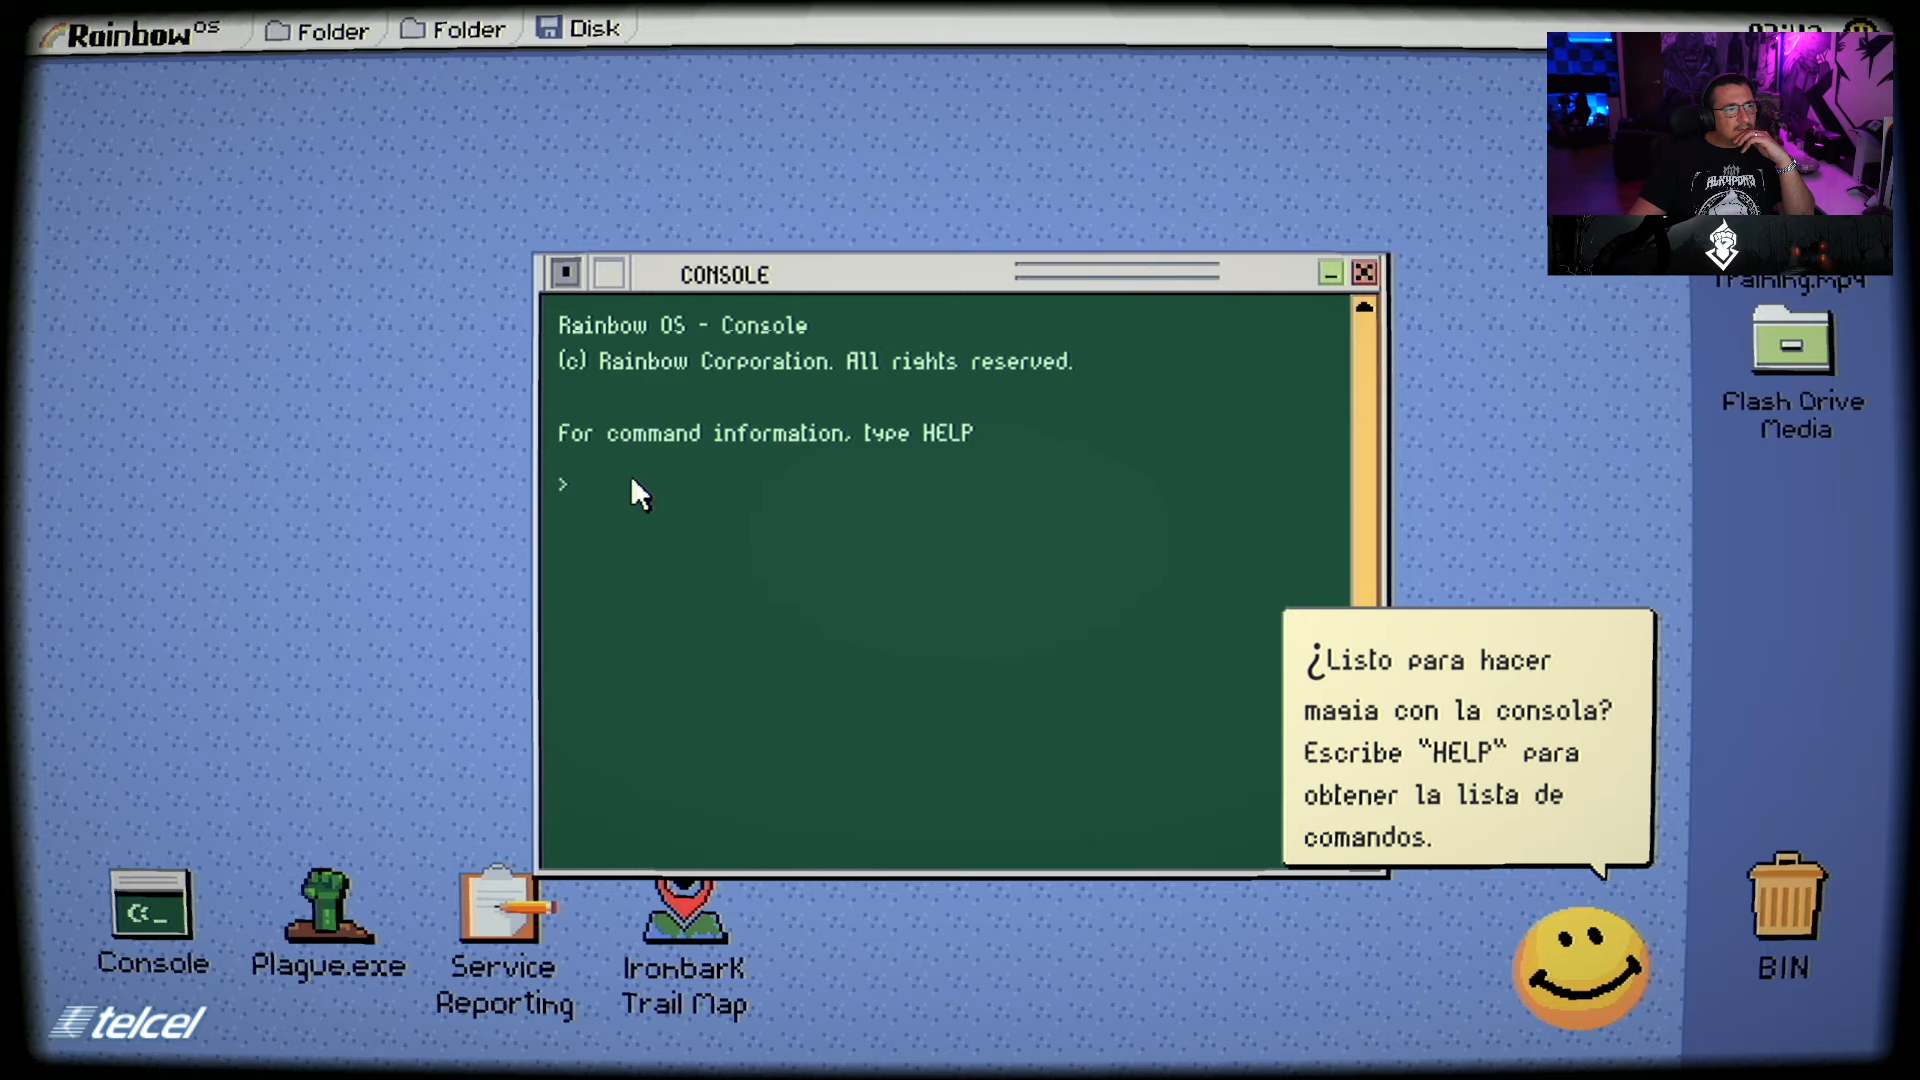 Rainbow OS
Folder
Folder
Disk
CONSOLE
Rainbow OS - Console
(c) Rainbow Corporation. All rights reserved.
For command information, type HELP
>
Training.mp4
Flash Drive
Media
¿Listo para hacer
magia con la consola?
Escribe "HELP" para
obtener la lista de
comandos.
Console
Plague.exe
Service
Reporting
Ironbark
Trail Map
BIN
telcel